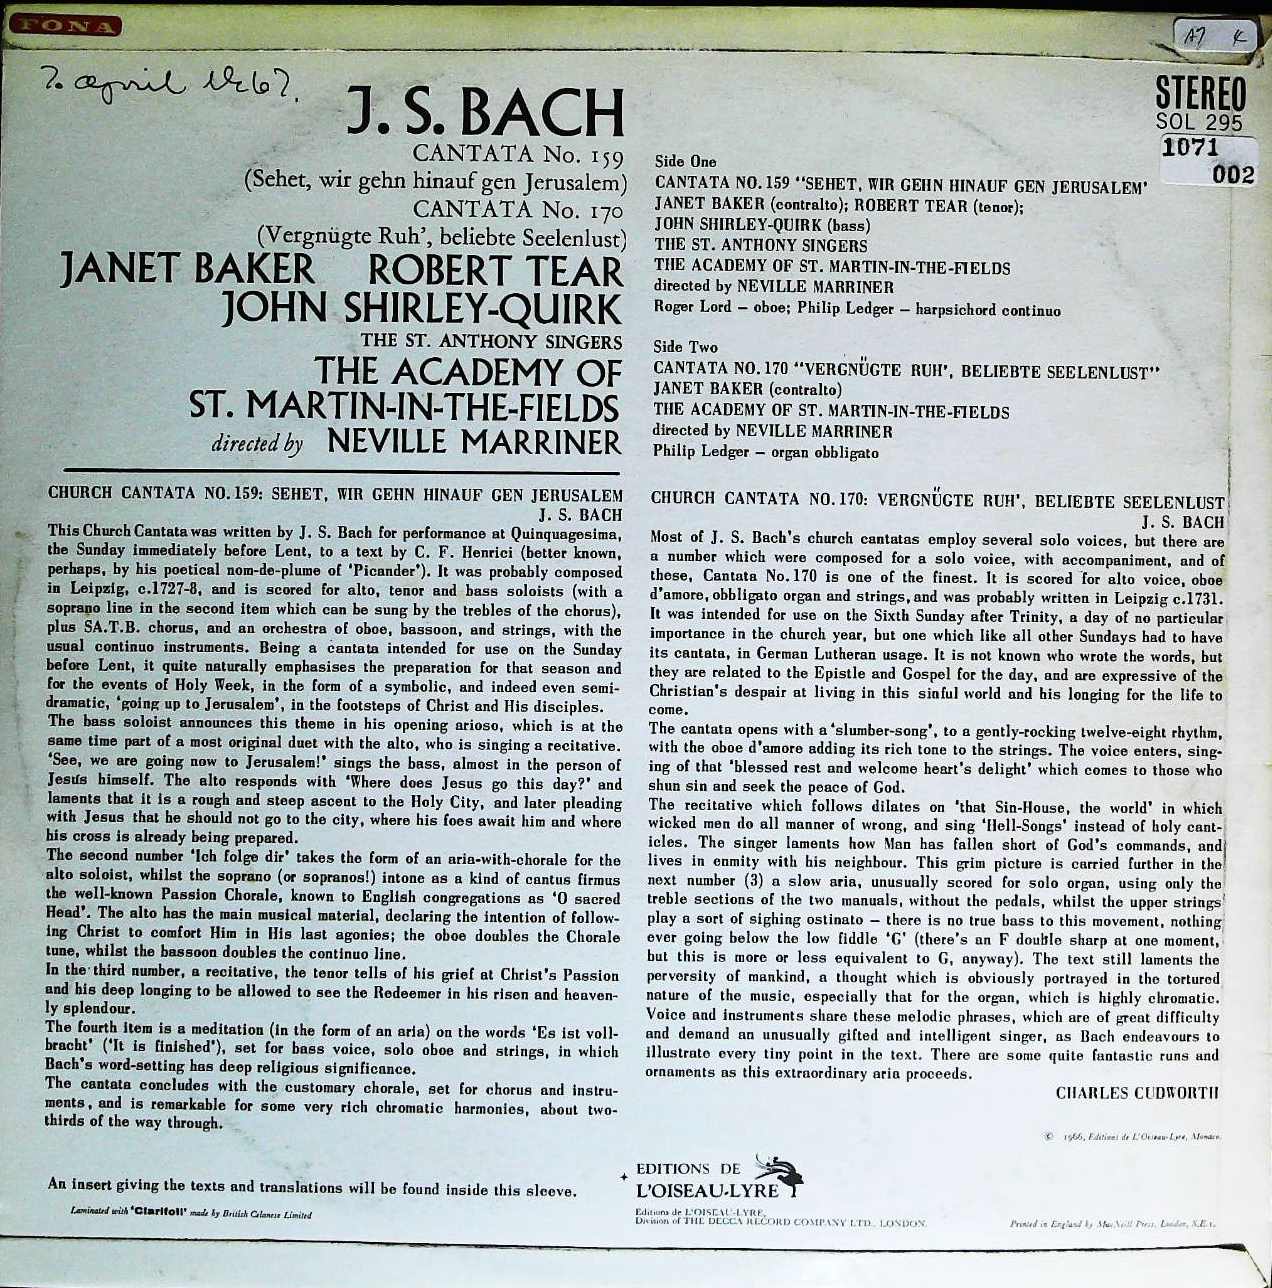 FONA
A7 K
7. april 1967.
STEREO
SOL 295
1071
002
J. S. BACH
CANTATA No. 159
(Sehet, wir gehn hinauf gen Jerusalem)
CANTATA No. 170
(Vergnügte Ruh', beliebte Seelenlust)
JANET BAKER ROBERT TEAR
JOHN SHIRLEY-QUIRK
THE ST. ANTHONY SINGERS
THE ACADEMY OF
ST. MARTIN-IN-THE-FIELDS
directed by NEVILLE MARRINER
Side One
CANTATA NO. 159 "SEHET, WIR GEHN HINAUF GEN JERUSALEM'
JANET BAKER (contralto); ROBERT TEAR (tenor);
JOHN SHIRLEY-QUIRK (bass)
THE ST. ANTHONY SINGERS
THE ACADEMY OF ST. MARTIN-IN-THE-FIELDS
directed by NEVILLE MARRINER
Roger Lord – oboe; Philip Ledger – harpsichord continuo
Side Two
CANTATA NO. 170 "VERGNÜGTE RUH', BELIEBTE SEELENLUST"
JANET BAKER (contralto)
THE ACADEMY OF ST. MARTIN-IN-THE-FIELDS
directed by NEVILLE MARRINER
Philip Ledger – organ obbligato
CHURCH CANTATA NO. 159: SEHET, WIR GEHN HINAUF GEN JERUSALEM
J. S. BACH
This Church Cantata was written by J. S. Bach for performance at Quinquagesima,
the Sunday immediately before Lent, to a text by C. F. Henrici (better known,
perhaps, by his poetical nom-de-plume of 'Picander'). It was probably composed
in Leipzig, c.1727-8, and is scored for alto, tenor and bass soloists (with a
soprano line in the second item which can be sung by the trebles of the chorus),
plus SA.T.B. chorus, and an orchestra of oboe, bassoon, and strings, with the
usual continuo instruments. Being a cantata intended for use on the Sunday
before Lent, it quite naturally emphasises the preparation for that season and
for the events of Holy Week, in the form of a symbolic, and indeed even semi-
dramatic, 'going up to Jerusalem', in the footsteps of Christ and His disciples.
The bass soloist announces this theme in his opening arioso, which is at the
same time part of a most original duet with the alto, who is singing a recitative.
'See, we are going now to Jerusalem!' sings the bass, almost in the person of
Jesus himself. The alto responds with 'Where does Jesus go this day?' and
laments that it is a rough and steep ascent to the Holy City, and later pleading
with Jesus that he should not go to the city, where his foes await him and where
his cross is already being prepared.
The second number 'Ich folge dir' takes the form of an aria-with-chorale for the
alto soloist, whilst the soprano (or sopranos!) intone as a kind of cantus firmus
the well-known Passion Chorale, known to English congregations as 'O sacred
Head'. The alto has the main musical material, declaring the intention of follow-
ing Christ to comfort Him in His last agonies; the oboe doubles the Chorale
tune, whilst the bassoon doubles the continuo line.
In the third number, a recitative, the tenor tells of his grief at Christ's Passion
and his deep longing to be allowed to see the Redeemer in his risen and heaven-
ly splendour.
The fourth item is a meditation (in the form of an aria) on the words 'Es ist voll-
bracht' ('It is finished'), set for bass voice, solo oboe and strings, in which
Bach's word-setting has deep religious significance.
The cantata concludes with the customary chorale, set for chorus and instru-
ments, and is remarkable for some very rich chromatic harmonies, about two-
thirds of the way through.
CHURCH CANTATA NO. 170: VERGNÜGTE RUH', BELIEBTE SEELENLUST
J. S. BACH
Most of J. S. Bach's church cantatas employ several solo voices, but there are
a number which were composed for a solo voice, with accompaniment, and of
these, Cantata No. 170 is one of the finest. It is scored for alto voice, oboe
d'amore, obbligato organ and strings, and was probably written in Leipzig c.1731.
It was intended for use on the Sixth Sunday after Trinity, a day of no particular
importance in the church year, but one which like all other Sundays had to have
its cantata, in German Lutheran usage. It is not known who wrote the words, but
they are related to the Epistle and Gospel for the day, and are expressive of the
Christian's despair at living in this sinful world and his longing for the life to
come.
The cantata opens with a 'slumber-song', to a gently-rocking twelve-eight rhythm,
with the oboe d'amore adding its rich tone to the strings. The voice enters, sing-
ing of that 'blessed rest and welcome heart's delight' which comes to those who
shun sin and seek the peace of God.
The recitative which follows dilates on 'that Sin-House, the world' in which
wicked men do all manner of wrong, and sing 'Hell-Songs' instead of holy cant-
icles. The singer laments how Man has fallen short of God's commands, and
lives in enmity with his neighbour. This grim picture is carried further in the
next number (3) a slow aria, unusually scored for solo organ, using only the
treble sections of the two manuals, without the pedals, whilst the upper strings
play a sort of sighing ostinato – there is no true bass to this movement, nothing
ever going below the low fiddle 'G' (there's an F double sharp at one moment,
but this is more or less equivalent to G, anyway). The text still laments the
perversity of mankind, a thought which is obviously portrayed in the tortured
nature of the music, especially that for the organ, which is highly chromatic.
Voice and instruments share these melodic phrases, which are of great difficulty
and demand an unusually gifted and intelligent singer, as Bach endeavours to
illustrate every tiny point in the text. There are some quite fantastic runs and
ornaments as this extraordinary aria proceeds.
CHARLES CUDWORTH
© 1966, Editions de L'Oiseau-Lyre, Monaco.
An insert giving the texts and translations will be found inside this sleeve.
Laminated with 'Clarifoil' made by British Celanese Limited
EDITIONS DE
L'OISEAU-LYRE
Editions de L'OISEAU-LYRE,
Division of THE DECCA RECORD COMPANY LTD., LONDON.
Printed in England by MacNeill Press, London, S.E.1.